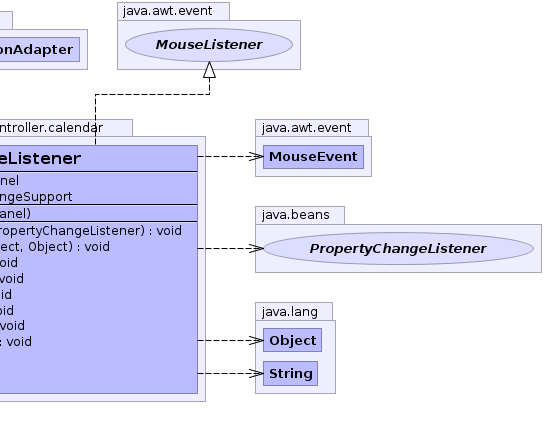 java.awt.event
MouseListener
onAdapter
ntroller.calendar
eListener
nel
ngeSupport
anel)
ropertyChangeListener) : void
ect, Object) : void
oid
void
id
oid
void
: void
java.awt.event
MouseEvent
java.beans
PropertyChangeListener
java.lang
Object
String